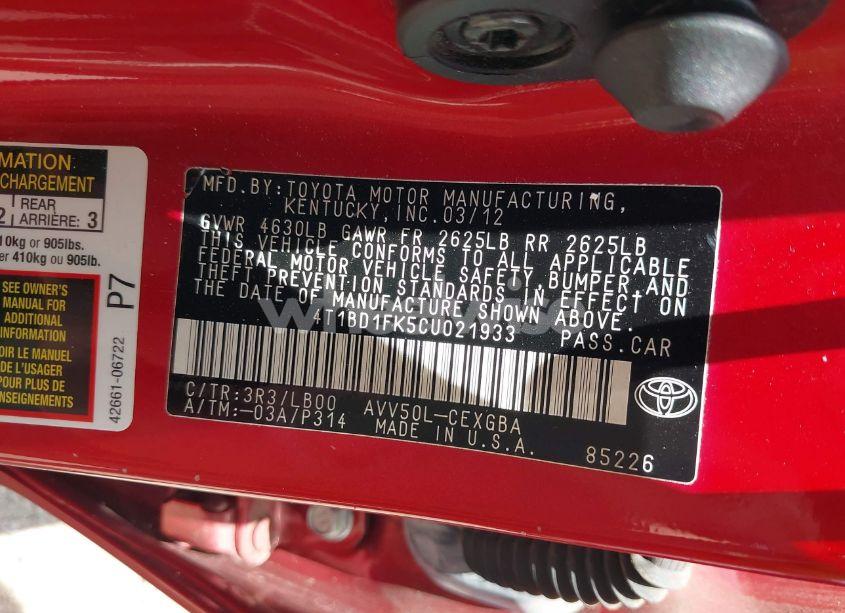 MATION
CHARGEMENT
2 REAR ARRIÈRE: 3
10kg or 905lbs.
er 410kg ou 905lb.
SEE OWNER'S
MANUAL FOR
ADDITIONAL
INFORMATION
OIR LE MANUEL
DE L'USAGER
POUR PLUS DE
ENSEIGNEMENTS
P7
42661-06722
MFD.BY:TOYOTA MOTOR MANUFACTURING,
KENTUCKY,INC.03/12
GVWR 4630LB GAWR FR 2625LB RR 2625LB
THIS VEHICLE CONFORMS TO ALL APPLICABLE
FEDERAL MOTOR VEHICLE SAFETY,BUMPER,AND
THEFT PREVENTION STANDARDS IN EFFECT ON
THE DATE OF MANUFACTURE SHOWN ABOVE.
4T1BD1FK5CU021933 PASS.CAR
C/TR:3R3/LB00 AVV50L-CEXGBA
A/TM:-03A/P314 MADE IN U.S.A.
85226